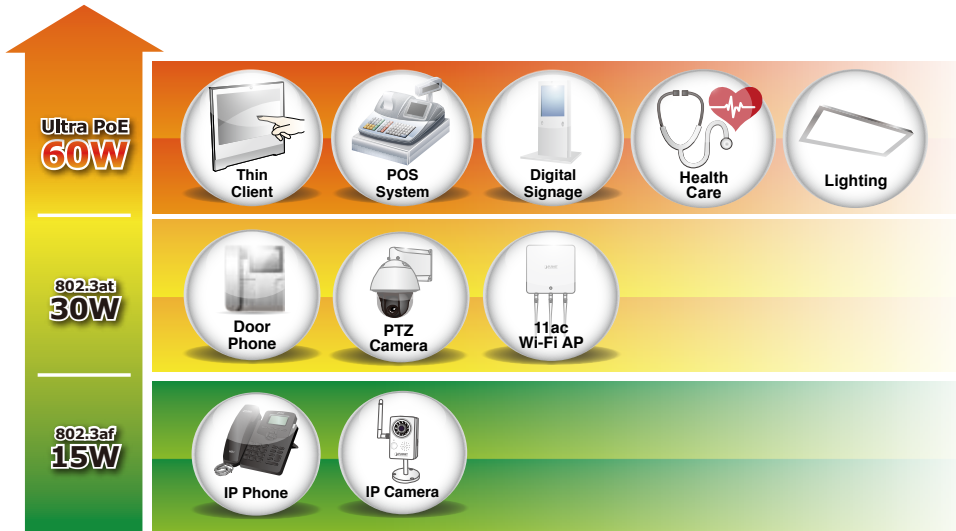 Ultra PoE
60W
Thin
Client
POS
System
Digital
Signage
Health
Care
Lighting
802.3at
30W
Door
Phone
PTZ
Camera
11ac
Wi-Fi AP
802.3af
15W
IP Phone
IP Camera